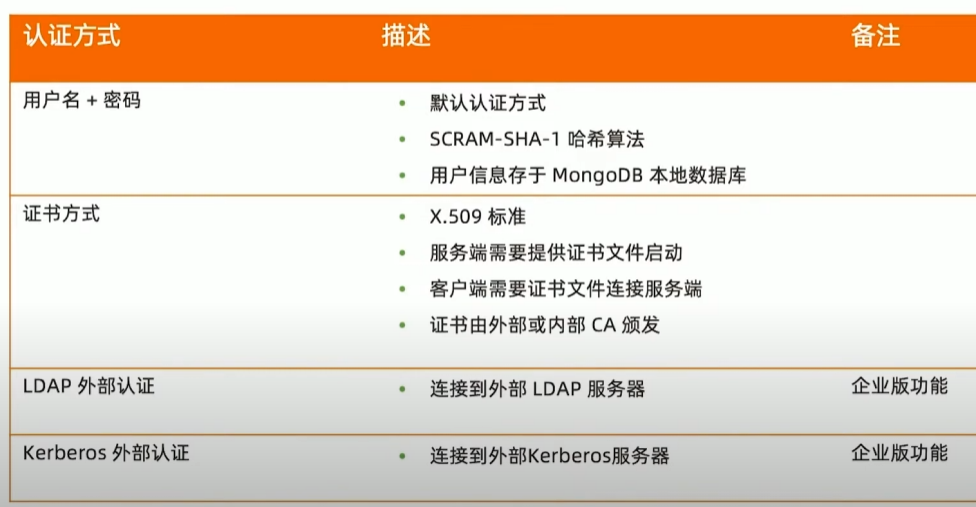 认证方式 描述 备注
用户名 + 密码
• 默认认证方式
• SCRAM-SHA-1 哈希算法
• 用户信息存于 MongoDB 本地数据库
证书方式
• X.509 标准
• 服务端需要提供证书文件启动
• 客户端需要证书文件连接服务端
• 证书由外部或内部 CA 颁发
LDAP 外部认证 • 连接到外部 LDAP 服务器 企业版功能
Kerberos 外部认证 • 连接到外部Kerberos服务器 企业版功能